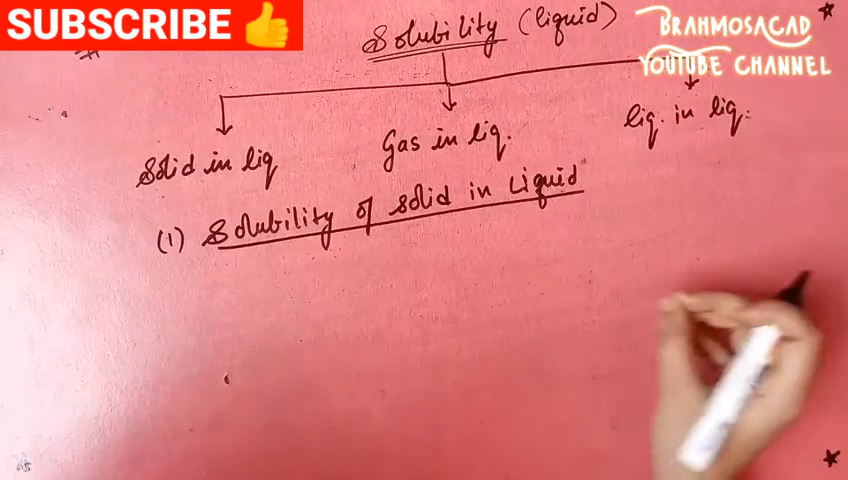 SUBSCRIBE
Solubility (liquid)
BRAHMOSACAD
YOUTUBE CHANNEL
Solid in liq
Gas in liq.
liq. in liq.
(1) Solubility of solid in Liquid